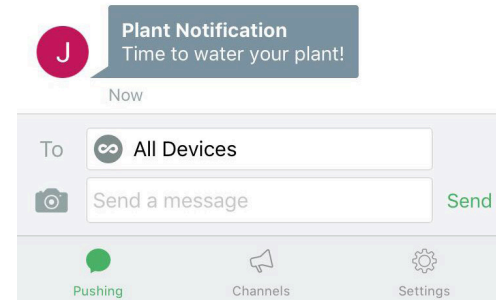 J
Plant Notification
Time to water your plant!
Now
To
All Devices
Send a message
Send
Pushing
Channels
Settings